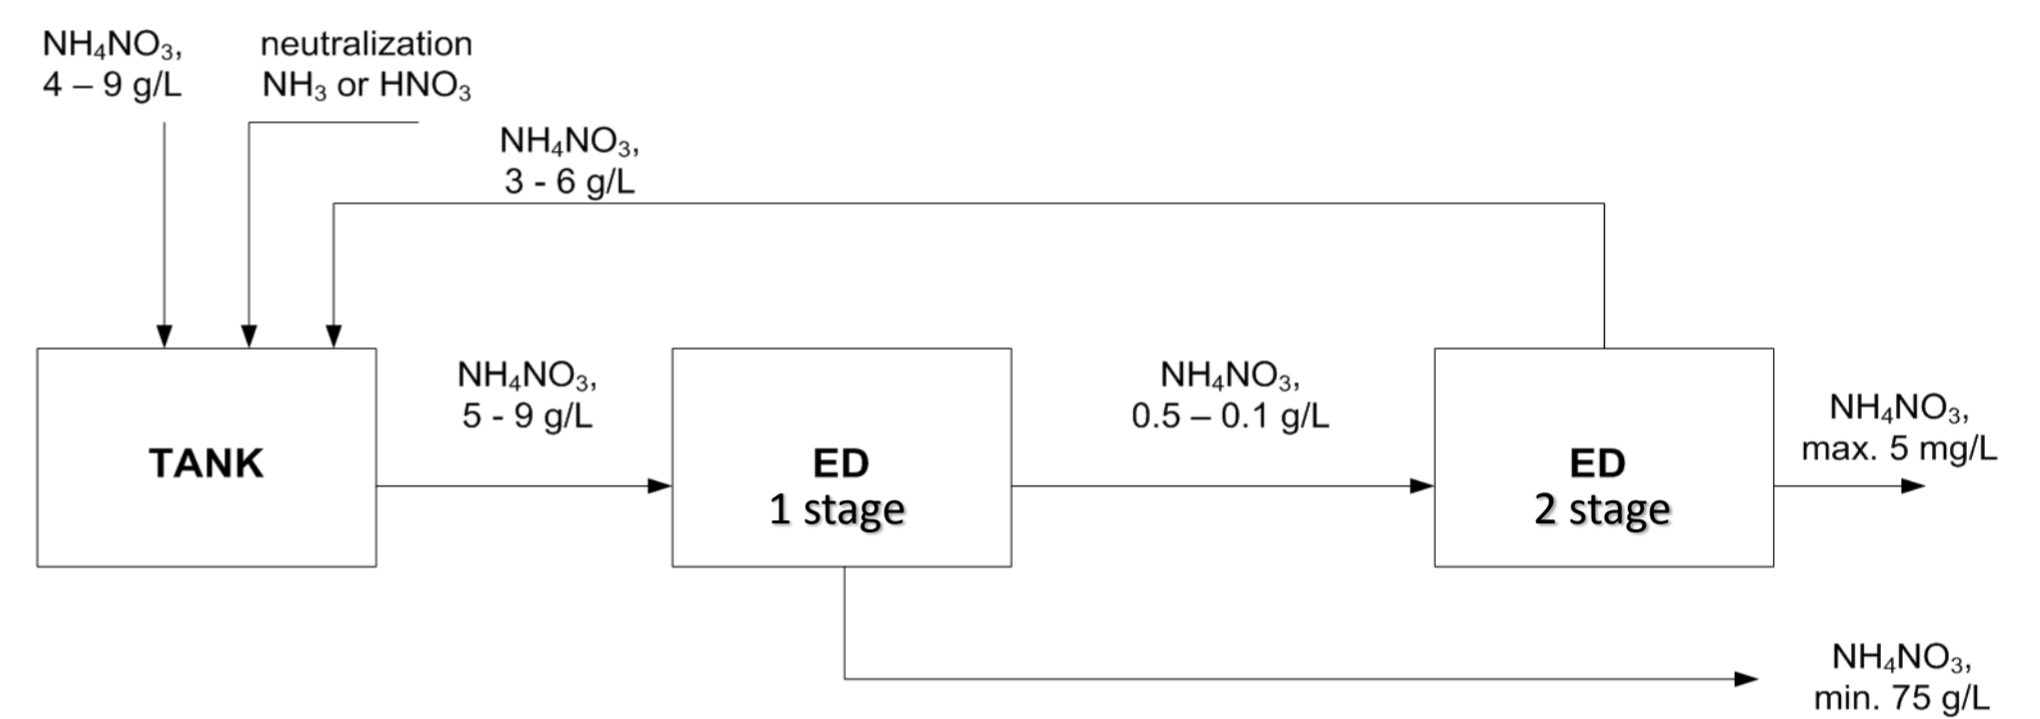 NH₄NO₃,
4 – 9 g/L
neutralization
NH₃ or HNO₃
NH₄NO₃,
3 - 6 g/L
TANK
NH₄NO₃,
5 - 9 g/L
ED
1 stage
NH₄NO₃,
0.5 – 0.1 g/L
ED
2 stage
NH₄NO₃,
max. 5 mg/L
NH₄NO₃,
min. 75 g/L